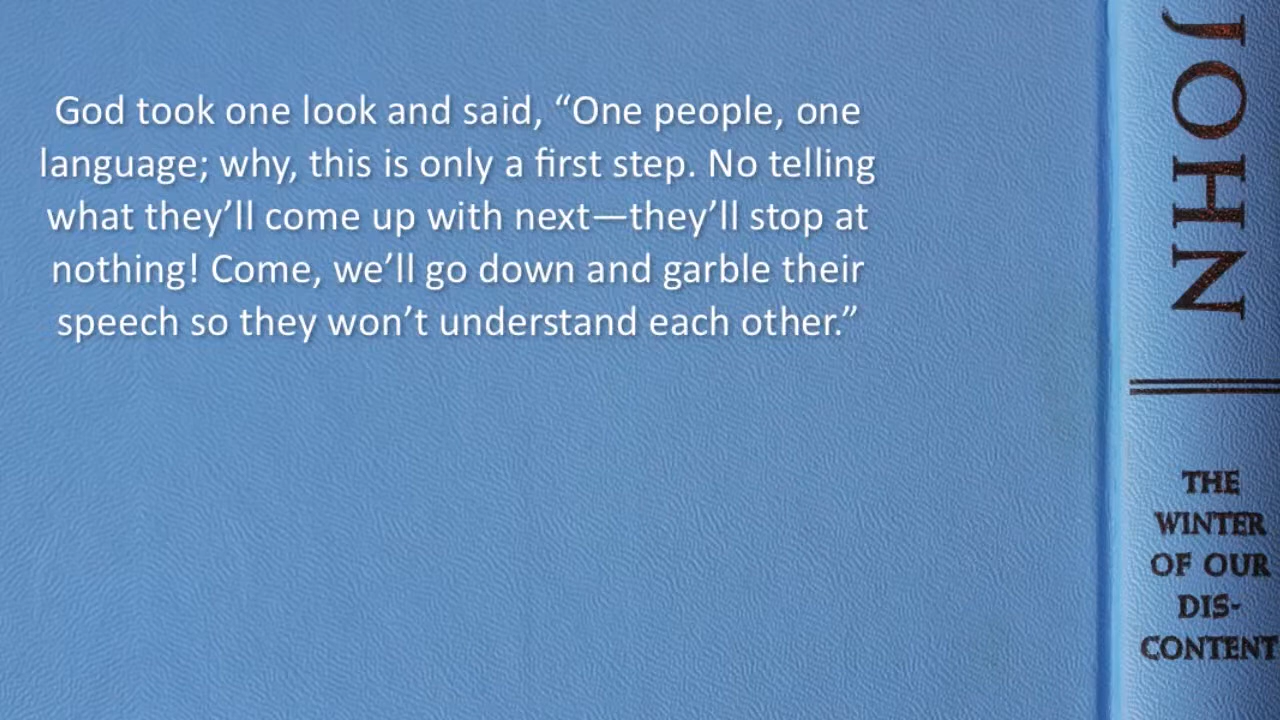 God took one look and said, “One people, one
language; why, this is only a first step. No telling
what they’ll come up with next—they’ll stop at
nothing! Come, we’ll go down and garble their
speech so they won’t understand each other.”
JOHN
THE
WINTER
OF OUR
DIS-
CONTENT